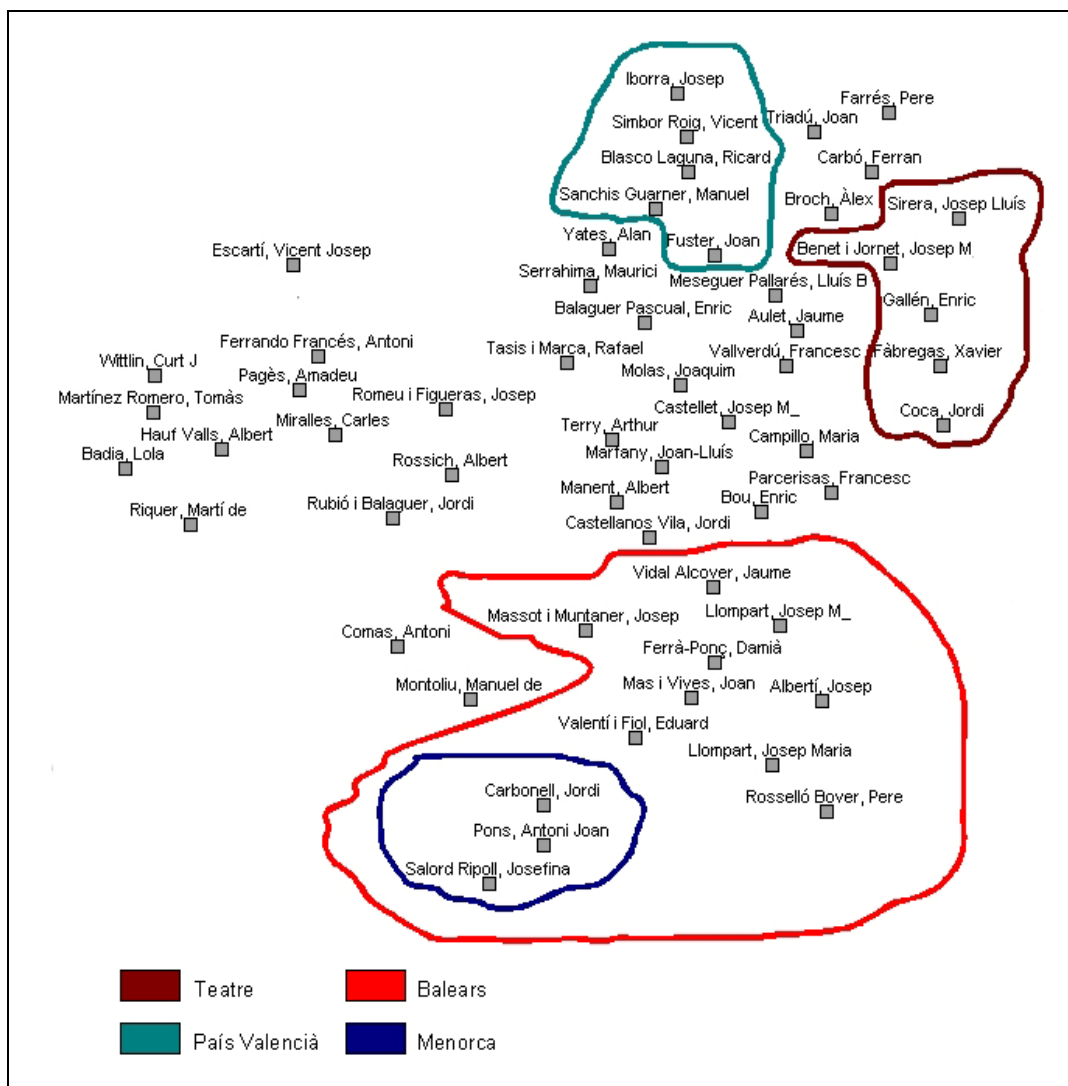 Iborra, Josep
Farrés, Pere
Simbor Roig, Vicent
Triadú, Joan
Blasco Laguna, Ricard
Carbó, Ferran
Sanchis Guarner, Manuel
Broch, Àlex
Sirera, Josep Lluís
Escartí, Vicent Josep
Yates, Alan
Fuster, Joan
Benet i Jornet, Josep M_
Serrahima, Maurici
Meseguer Pallarés, Lluís B
Balaguer Pascual, Enric
Aulet, Jaume
Gallén, Enric
Ferrando Francés, Antoni
Wittlin, Curt J
Pagès, Amadeu
Tasis i Marca, Rafael
Vallverdú, Francesc
Fàbregas, Xavier
Molas, Joaquim
Martínez Romero, Tomàs
Romeu i Figueras, Josep
Miralles, Carles
Castellet, Josep M_
Coca, Jordi
Hauf Valls, Albert
Terry, Arthur
Campillo, Maria
Badia, Lola
Rossich, Albert
Marfany, Joan-Lluís
Parcerisas, Francesc
Riquer, Martí de
Rubió i Balaguer, Jordi
Manent, Albert
Bou, Enric
Castellanos Vila, Jordi
Vidal Alcover, Jaume
Comas, Antoni
Massot i Muntaner, Josep
Llompart, Josep M_
Ferrà-Ponç, Damià
Montoliu, Manuel de
Mas i Vives, Joan
Albertí, Josep
Valentí i Fiol, Eduard
Llompart, Josep Maria
Carbonell, Jordi
Rosselló Bover, Pere
Pons, Antoni Joan
Salord Ripoll, Josefina
Teatre
Balears
País Valencià
Menorca